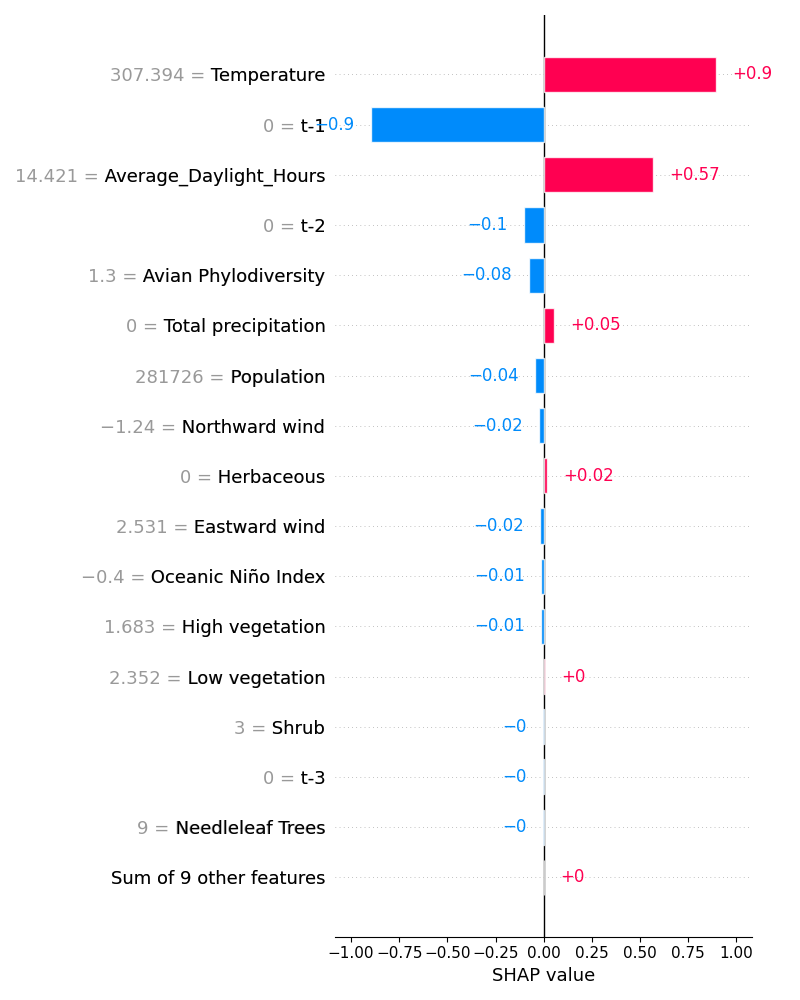 307.394 = Temperature +0.9
0 = t-1 −0.9
14.421 = Average_Daylight_Hours +0.57
0 = t-2 −0.1
1.3 = Avian Phylodiversity −0.08
0 = Total precipitation +0.05
281726 = Population −0.04
−1.24 = Northward wind −0.02
0 = Herbaceous +0.02
2.531 = Eastward wind −0.02
−0.4 = Oceanic Niño Index −0.01
1.683 = High vegetation −0.01
2.352 = Low vegetation +0
3 = Shrub −0
0 = t-3 −0
9 = Needleleaf Trees −0
Sum of 9 other features +0
−1.00 −0.75 −0.50 −0.25 0.00 0.25 0.50 0.75 1.00
SHAP value